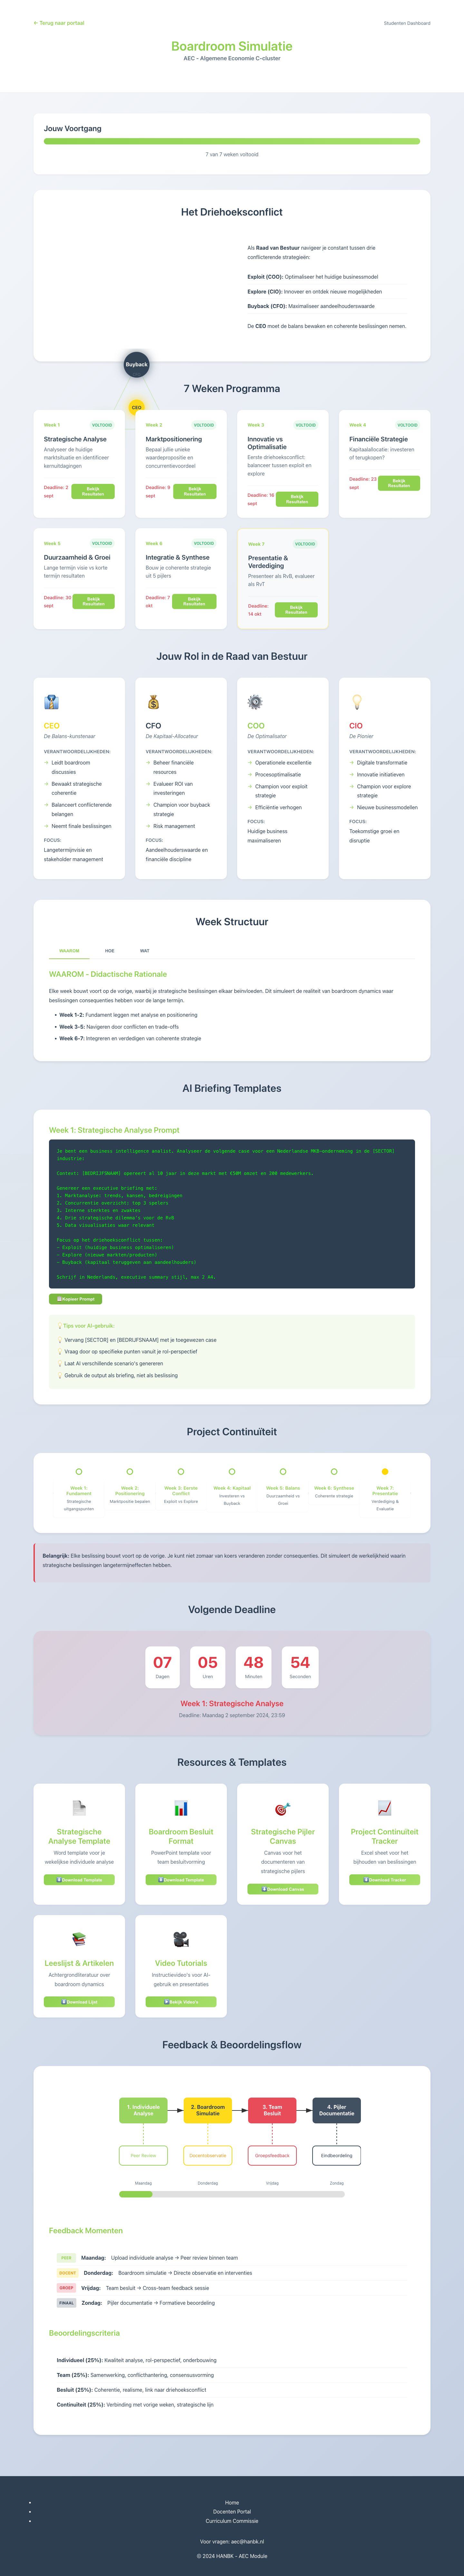 ← Terug naar portaal
Studenten Dashboard
Boardroom Simulatie
AEC - Algemene Economie C-cluster
Jouw Voortgang
7 van 7 weken voltooid
Het Driehoeksconflict
Als Raad van Bestuur navigeer je constant tussen drie
conflicterende strategieën:
Exploit (COO): Optimaliseer het huidige businessmodel
Explore (CIO): Innoveer en ontdek nieuwe mogelijkheden
Buyback (CFO): Maximaliseer aandeelhouderswaarde
De CEO moet de balans bewaken en coherente beslissingen nemen.
Buyback
CEO
7 Weken Programma
Week 1
VOLTOOID
Strategische Analyse
Analyseer de huidige
marktsituatie en identificeer
kernuitdagingen
Deadline: 2
sept
Bekijk
Resultaten
Week 2
VOLTOOID
Marktpositionering
Bepaal jullie unieke
waardepropositie en
concurrentievoordeel
Deadline: 9
sept
Bekijk
Resultaten
Week 3
VOLTOOID
Innovatie vs
Optimalisatie
Eerste driehoeksconflict:
balanceer tussen exploit en
explore
Deadline: 16
sept
Bekijk
Resultaten
Week 4
VOLTOOID
Financiële Strategie
Kapitaalallocatie: investeren
of terugkopen?
Deadline: 23
sept
Bekijk
Resultaten
Week 5
VOLTOOID
Duurzaamheid & Groei
Lange termijn visie vs korte
termijn resultaten
Deadline: 30
sept
Bekijk
Resultaten
Week 6
VOLTOOID
Integratie & Synthese
Bouw je coherente strategie
uit 5 pijlers
Deadline: 7
okt
Bekijk
Resultaten
Week 7
VOLTOOID
Presentatie &
Verdediging
Presenteer als RvB, evalueer
als RvT
Deadline:
14 okt
Bekijk
Resultaten
Jouw Rol in de Raad van Bestuur
CEO
De Balans-kunstenaar
VERANTWOORDELIJKHEDEN:
→ Leidt boardroom
discussies
→ Bewaakt strategische
coherentie
→ Balanceert conflicterende
belangen
→ Neemt finale beslissingen
FOCUS:
Langetermijnvisie en
stakeholder management
CFO
De Kapitaal-Allocateur
VERANTWOORDELIJKHEDEN:
→ Beheer financiële
resources
→ Evalueer ROI van
investeringen
→ Champion voor buyback
strategie
→ Risk management
FOCUS:
Aandeelhouderswaarde en
financiële discipline
COO
De Optimalisator
VERANTWOORDELIJKHEDEN:
→ Operationele excellentie
→ Procesoptimalisatie
→ Champion voor exploit
strategie
→ Efficiëntie verhogen
FOCUS:
Huidige business
maximaliseren
CIO
De Pionier
VERANTWOORDELIJKHEDEN:
→ Digitale transformatie
→ Innovatie initiatieven
→ Champion voor explore
strategie
→ Nieuwe businessmodellen
FOCUS:
Toekomstige groei en
disruptie
Week Structuur
WAAROM
HOE
WAT
WAAROM - Didactische Rationale
Elke week bouwt voort op de vorige, waarbij je strategische beslissingen elkaar beïnvloeden. Dit simuleert de realiteit van boardroom dynamics waar
beslissingen consequenties hebben voor de lange termijn.
• Week 1-2: Fundament leggen met analyse en positionering
• Week 3-5: Navigeren door conflicten en trade-offs
• Week 6-7: Integreren en verdedigen van coherente strategie
AI Briefing Templates
Week 1: Strategische Analyse Prompt
Je bent een business intelligence analist. Analyseer de volgende case voor een Nederlandse MKB-onderneming in de [SECTOR]
industrie:
Context: [BEDRIJFSNAAM] opereert al 10 jaar in deze markt met €50M omzet en 200 medewerkers.
Genereer een executive briefing met:
1. Marktanalyse: trends, kansen, bedreigingen
2. Concurrentie overzicht: top 3 spelers
3. Interne sterktes en zwaktes
4. Drie strategische dilemma's voor de RvB
5. Data visualisaties waar relevant
Focus op het driehoeksconflict tussen:
- Exploit (huidige business optimaliseren)
- Explore (nieuwe markten/producten)
- Buyback (kapitaal teruggeven aan aandeelhouders)
Schrijf in Nederlands, executive summary stijl, max 2 A4.
Kopieer Prompt
Tips voor AI-gebruik:
Vervang [SECTOR] en [BEDRIJFSNAAM] met je toegewezen case
Vraag door op specifieke punten vanuit je rol-perspectief
Laat AI verschillende scenario's genereren
Gebruik de output als briefing, niet als beslissing
Project Continuïteit
Week 1:
Fundament
Strategische
uitgangspunten
Week 2:
Positionering
Marktpositie bepalen
Week 3: Eerste
Conflict
Exploit vs Explore
Week 4: Kapitaal
Investeren vs
Buyback
Week 5: Balans
Duurzaamheid vs
Groei
Week 6: Synthese
Coherente strategie
Week 7:
Presentatie
Verdediging &
Evaluatie
Belangrijk: Elke beslissing bouwt voort op de vorige. Je kunt niet zomaar van koers veranderen zonder consequenties. Dit simuleert de werkelijkheid waarin
strategische beslissingen langetermijneffecten hebben.
Volgende Deadline
07
Dagen
05
Uren
48
Minuten
54
Seconden
Week 1: Strategische Analyse
Deadline: Maandag 2 september 2024, 23:59
Resources & Templates
Strategische
Analyse Template
Word template voor je
wekelijkse individuele analyse
Download Template
Boardroom Besluit
Format
PowerPoint template voor
team besluitvorming
Download Template
Strategische Pijler
Canvas
Canvas voor het
documenteren van
strategische pijlers
Download Canvas
Project Continuïteit
Tracker
Excel sheet voor het
bijhouden van beslissingen
Download Tracker
Leeslijst & Artikelen
Achtergrondliteratuur over
boardroom dynamics
Download Lijst
Video Tutorials
Instructievideo's voor AI-
gebruik en presentaties
Bekijk Video's
Feedback & Beoordelingsflow
1. Individuele
Analyse
2. Boardroom
Simulatie
3. Team
Besluit
4. Pijler
Documentatie
Peer Review
Docentobservatie
Groepsfeedback
Eindbeoordeling
Maandag
Donderdag
Vrijdag
Zondag
Feedback Momenten
PEER Maandag: Upload individuele analyse → Peer review binnen team
DOCENT Donderdag: Boardroom simulatie → Directe observatie en interventies
GROEP Vrijdag: Team besluit → Cross-team feedback sessie
FINAAL Zondag: Pijler documentatie → Formatieve beoordeling
Beoordelingscriteria
Individueel (25%): Kwaliteit analyse, rol-perspectief, onderbouwing
Team (25%): Samenwerking, conflicthantering, consensusvorming
Besluit (25%): Coherentie, realisme, link naar driehoeksconflict
Continuïteit (25%): Verbinding met vorige weken, strategische lijn
• Home
• Docenten Portal
• Curriculum Commissie
Voor vragen: aec@hanbk.nl
© 2024 HANBK - AEC Module